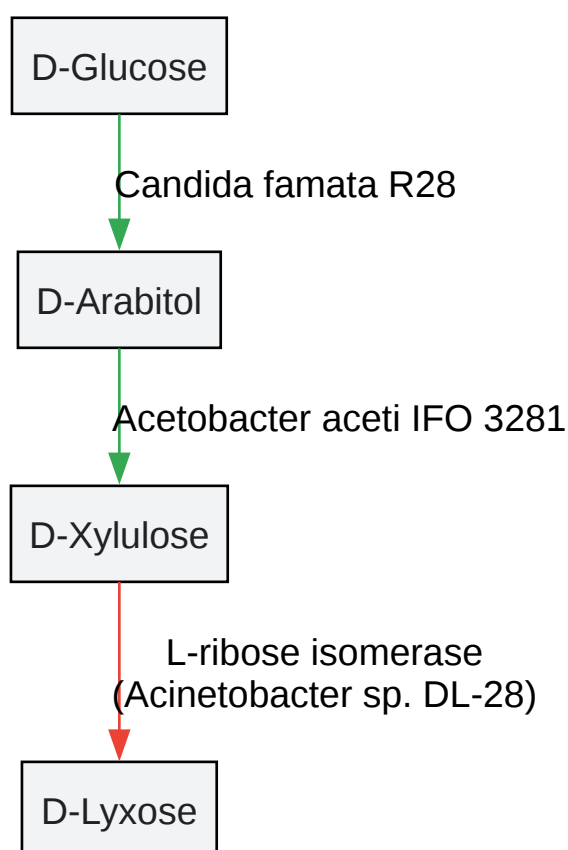 D-Glucose
Candida famata R28
D-Arabitol
Acetobacter aceti IFO 3281
D-Xylulose
L-ribose isomerase
(Acinetobacter sp. DL-28)
D-Lyxose